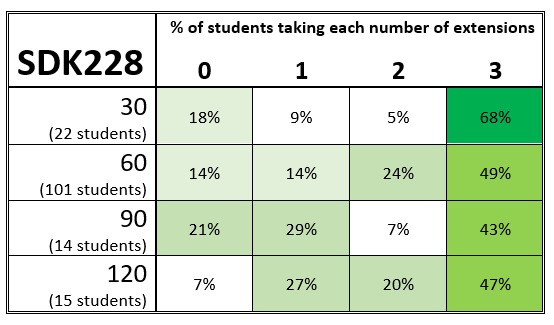 % of students taking each number of extensions
SDK228 0 1 2 3
30
(22 students) 18% 9% 5% 68%
60
(101 students) 14% 14% 24% 49%
90
(14 students) 21% 29% 7% 43%
120
(15 students) 7% 27% 20% 47%